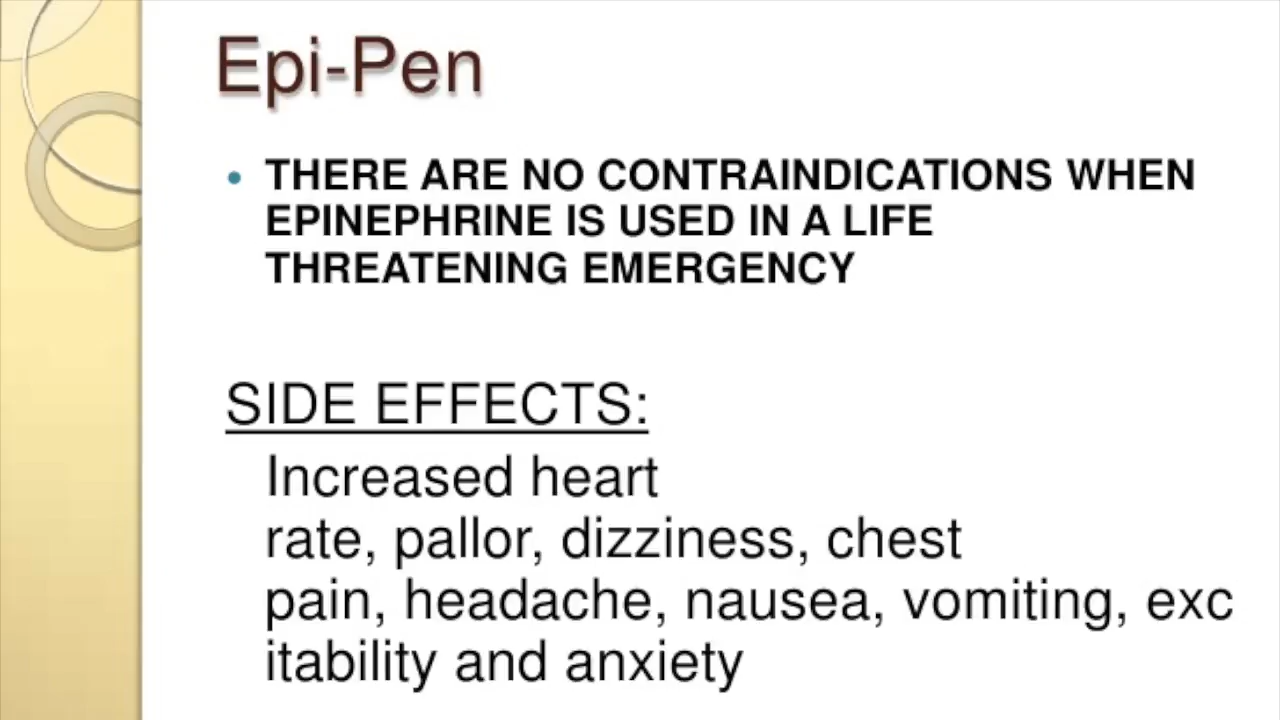 Epi-Pen
• THERE ARE NO CONTRAINDICATIONS WHEN
EPINEPHRINE IS USED IN A LIFE
THREATENING EMERGENCY
SIDE EFFECTS:
Increased heart
rate, pallor, dizziness, chest
pain, headache, nausea, vomiting, exc
itability and anxiety